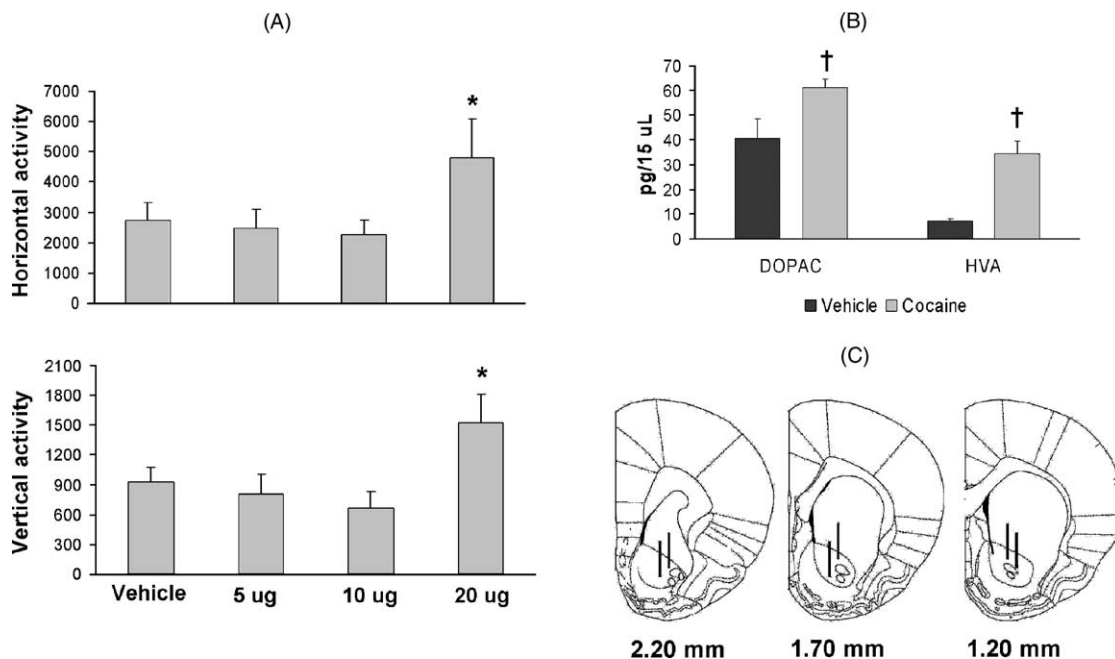 (A)
Horizontal activity
7000
6000
5000
4000
3000
2000
1000
0
*
Vertical activity
2100
1800
1500
1200
900
600
300
0
*
Vehicle 5 ug 10 ug 20 ug
(B)
pg/15 uL
70
60
50
40
30
20
10
0
† †
DOPAC HVA
Vehicle Cocaine
(C)
2.20 mm 1.70 mm 1.20 mm